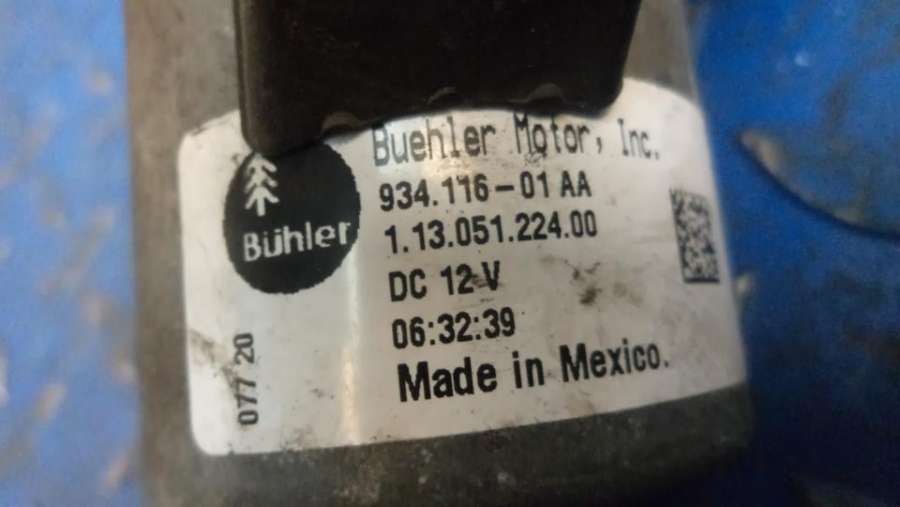 Buehler Motor, Inc.
934.116-01 AA
1.13.051.224.00
DC 12 V
06:32:39
Made in Mexico.
Bühler
077 20